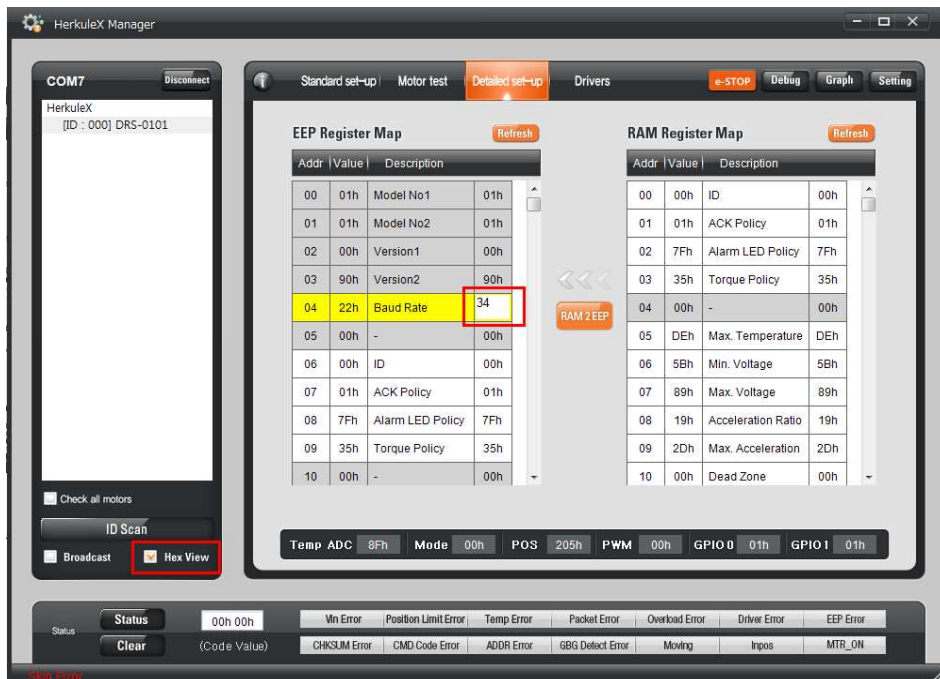 HerkuleX Manager
COM7 Disconnect
HerkuleX
[ID : 000] DRS-0101
Check all motors
ID Scan
Broadcast Hex View
Standard set-up Motor test Detailed set-up Drivers e-STOP Debug Graph Setting
EEP Register Map Refresh
Addr Value Description
00 01h Model No1 01h
01 01h Model No2 01h
02 00h Version1 00h
03 90h Version2 90h
04 22h Baud Rate 34
05 00h - 00h
06 00h ID 00h
07 01h ACK Policy 01h
08 7Fh Alarm LED Policy 7Fh
09 35h Torque Policy 35h
10 00h - 00h
RAM 2 EEP
RAM Register Map Refresh
Addr Value Description
00 00h ID 00h
01 01h ACK Policy 01h
02 7Fh Alarm LED Policy 7Fh
03 35h Torque Policy 35h
04 00h - 00h
05 DEh Max. Temperature DEh
06 5Bh Min. Voltage 5Bh
07 89h Max. Voltage 89h
08 19h Acceleration Ratio 19h
09 2Dh Max. Acceleration 2Dh
10 00h Dead Zone 00h
Temp ADC 8Fh Mode 00h POS 205h PWM 00h GPIO 0 01h GPIO 1 01h
Status Status 00h 00h Vin Error Position Limit Error Temp Error Packet Error Overload Error Driver Error EEP Error
Clear (Code Value) CHKSUM Error CMD Code Error ADDR Error GBG Detect Error Moving Inpos MTR_ON
Skip Error